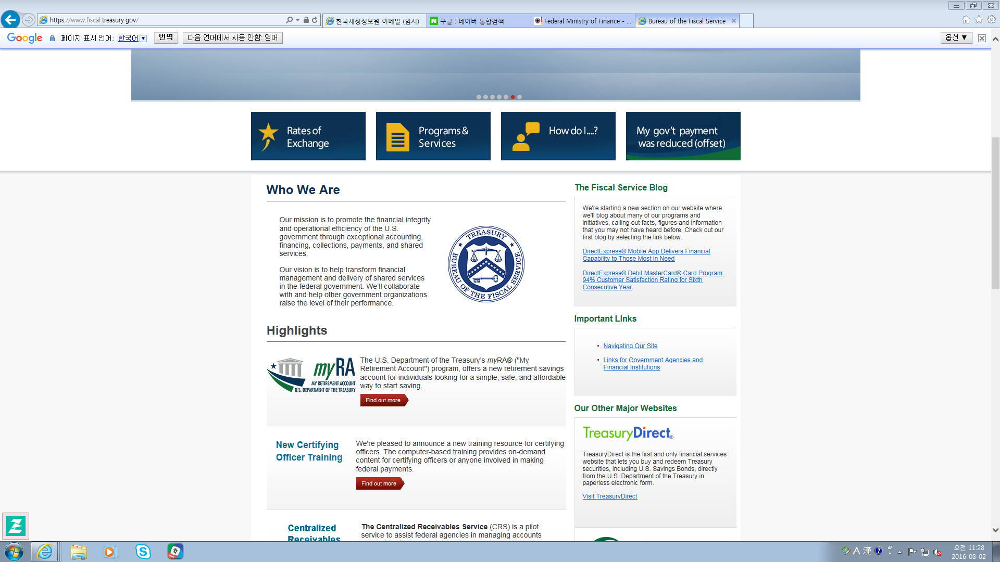 https://www.fiscal.treasury.gov/
한국재정정보원 이메일 (임시)
구글 : 네이버 통합검색
Federal Ministry of Finance - ...
Bureau of the Fiscal Service
Google 페이지 표시 언어: 한국어 번역 다음 언어에서 사용 안함: 영어 옵션 ▼
Rates of
Exchange
Programs &
Services
How do I....?
My gov't payment
was reduced (offset)
Who We Are
Our mission is to promote the financial integrity
and operational efficiency of the U.S.
government through exceptional accounting,
financing, collections, payments, and shared
services.
Our vision is to help transform financial
management and delivery of shared services
in the federal government. We'll collaborate
with and help other government organizations
raise the level of their performance.
TREASURY
BUREAU OF THE FISCAL SERVICE
Highlights
myRA
MY RETIREMENT ACCOUNT
U.S. DEPARTMENT OF THE TREASURY
The U.S. Department of the Treasury's myRA® ("My
Retirement Account") program, offers a new retirement savings
account for individuals looking for a simple, safe, and affordable
way to start saving.
Find out more
New Certifying
Officer Training
We're pleased to announce a new training resource for certifying
officers. The computer-based training provides on-demand
content for certifying officers or anyone involved in making
federal payments.
Find out more
Centralized
Receivables
The Centralized Receivables Service (CRS) is a pilot
service to assist federal agencies in managing accounts
The Fiscal Service Blog
We're starting a new section on our website where
we'll blog about many of our programs and
initiatives, calling out facts, figures and information
that you may not have heard before. Check out our
first blog by selecting the link below.
DirectExpress® Mobile App Delivers Financial
Capability to Those Most in Need
DirectExpress® Debit MasterCard® Card Program:
94% Customer Satisfaction Rating for Sixth
Consecutive Year
Important LInks
• Navigating Our Site
• Links for Government Agencies and
Financial Institutions
Our Other Major Websites
TreasuryDirect®
TreasuryDirect is the first and only financial services
website that lets you buy and redeem Treasury
securities, including U.S. Savings Bonds, directly
from the U.S. Department of the Treasury in
paperless electronic form.
Visit TreasuryDirect
A 漢
오전 11:28
2016-08-02